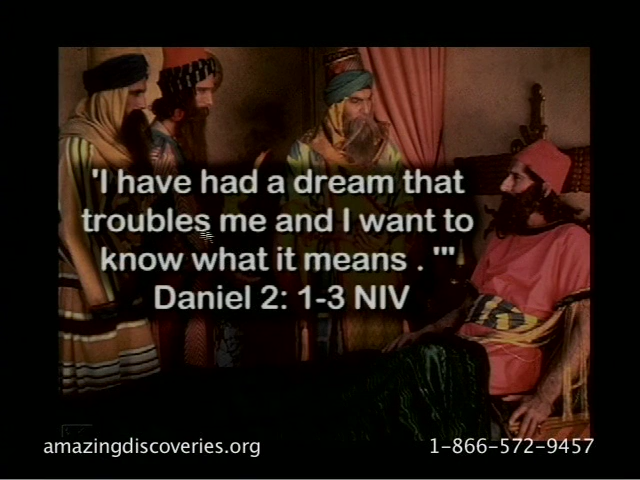 'I have had a dream that
troubles me and I want to
know what it means . '"
Daniel 2: 1-3 NIV
amazingdiscoveries.org 1-866-572-9457